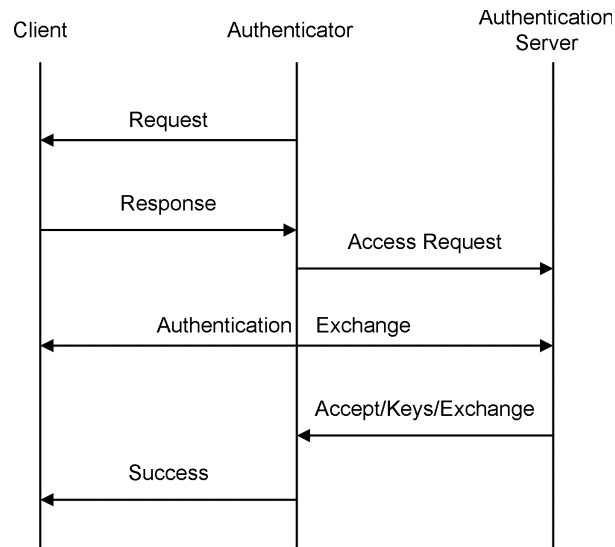 Client
Authenticator
Authentication
Server
Request
Response
Access Request
Authentication Exchange
Accept/Keys/Exchange
Success